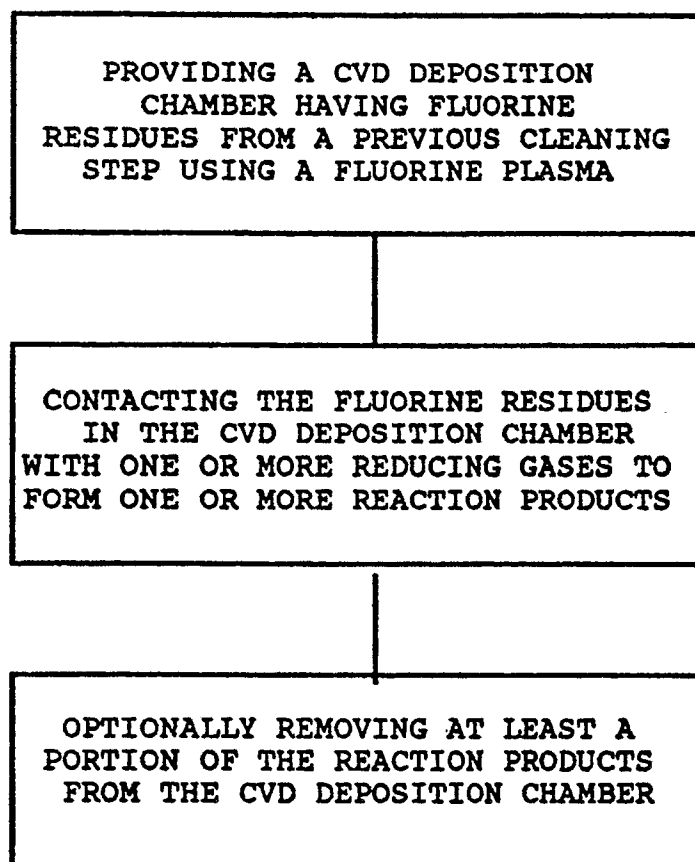 PROVIDING A CVD DEPOSITION
CHAMBER HAVING FLUORINE
RESIDUES FROM A PREVIOUS CLEANING
STEP USING A FLUORINE PLASMA
CONTACTING THE FLUORINE RESIDUES
IN THE CVD DEPOSITION CHAMBER
WITH ONE OR MORE REDUCING GASES TO
FORM ONE OR MORE REACTION PRODUCTS
OPTIONALLY REMOVING AT LEAST A
PORTION OF THE REACTION PRODUCTS
FROM THE CVD DEPOSITION CHAMBER